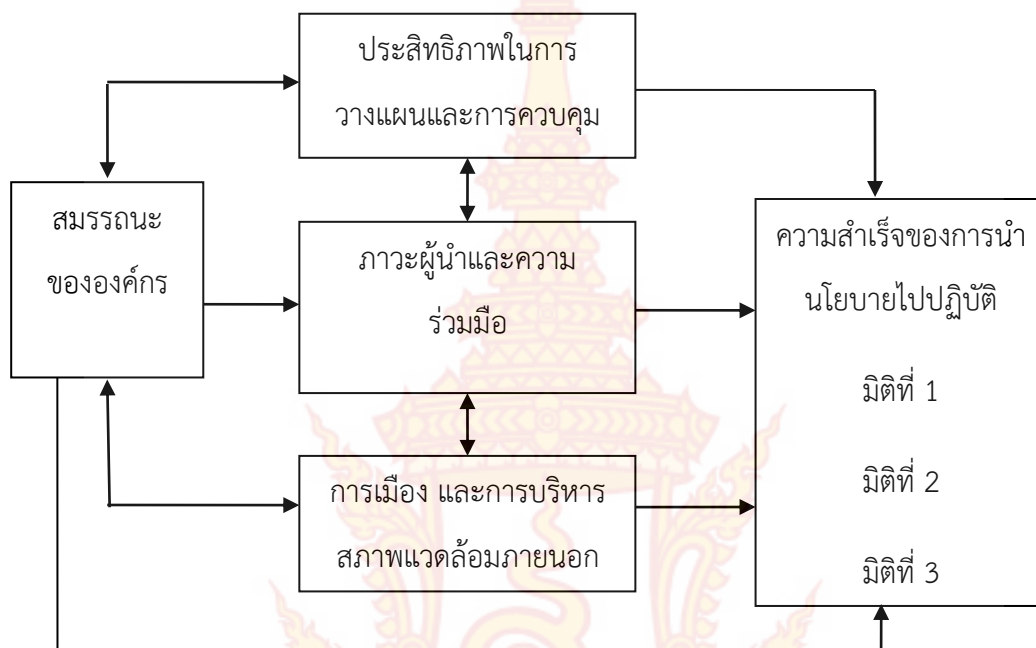 ประสิทธิภาพในการ
วางแผนและการควบคุม
สมรรถนะ
ขององค์กร
ภาวะผู้นำและความ
ร่วมมือ
ความสำเร็จของการนำ
นโยบายไปปฏิบัติ
มิติที่ 1
มิติที่ 2
มิติที่ 3
การเมือง และการบริหาร
สภาพแวดล้อมภายนอก